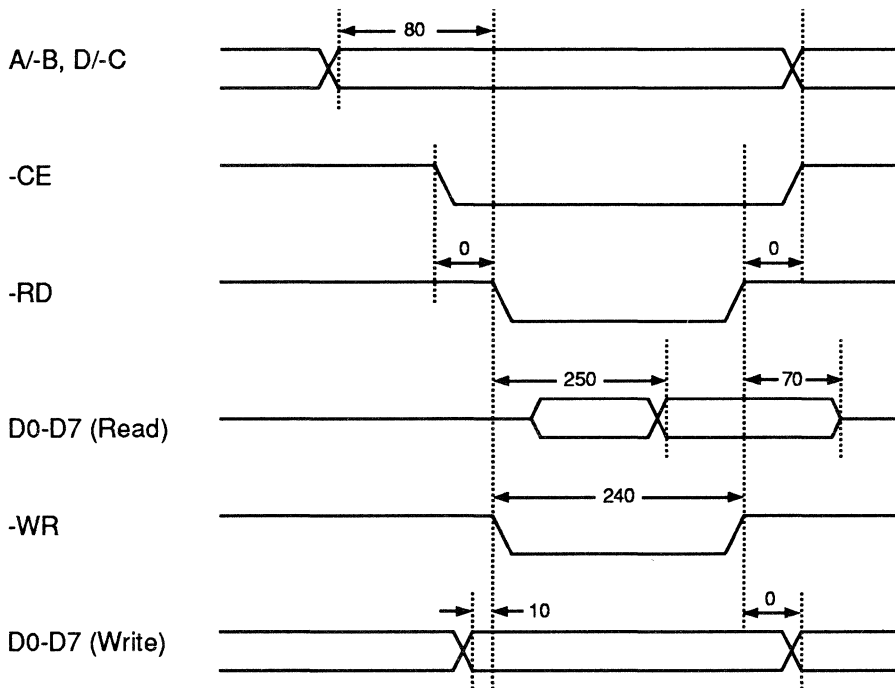 80
A/-B, D/-C
-CE
0
0
-RD
250
70
D0-D7 (Read)
240
-WR
10
0
D0-D7 (Write)